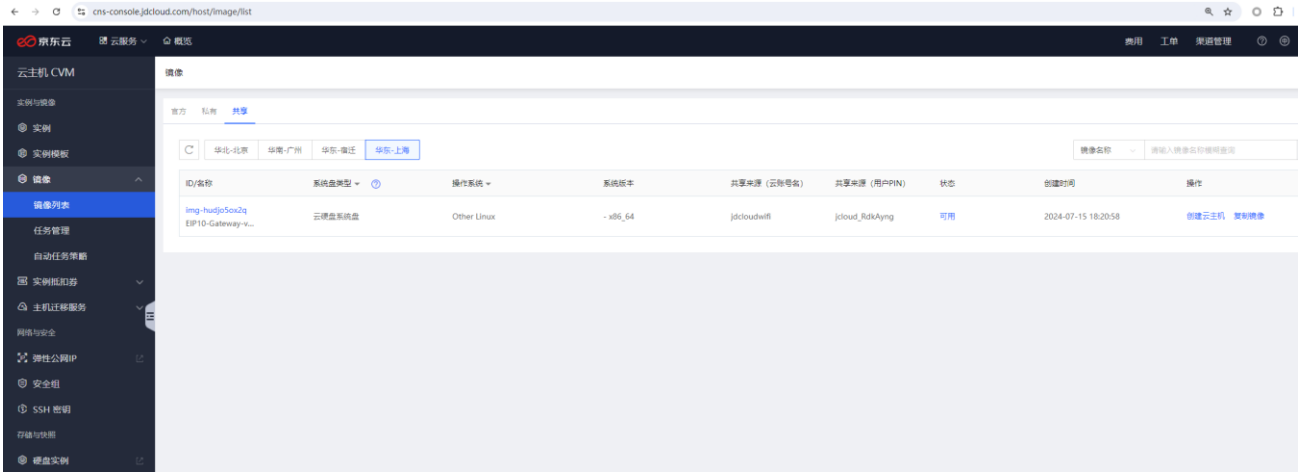 cns-console.jdcloud.com/host/image/list
京东云 云服务 概览 费用 工单 渠道管理
云主机 CVM
镜像
实例与镜像
官方 私有 共享
实例
华北-北京 华南-广州 华东-宿迁 华东-上海 镜像名称 请输入镜像名称模糊查询
实例模板
镜像
ID/名称 系统盘类型 操作系统 系统版本 共享来源（云账号名） 共享来源（用户PIN） 状态 创建时间 操作
镜像列表
img-hudjo5ox2q
EIP10-Gateway-v... 云硬盘系统盘 Other Linux - x86_64 jdcloudwifi jcloud_RdkAyng 可用 2024-07-15 18:20:58 创建云主机 复制镜像
任务管理
自动任务策略
实例抵扣券
主机迁移服务
网络与安全
弹性公网IP
安全组
SSH 密钥
存储与快照
硬盘实例